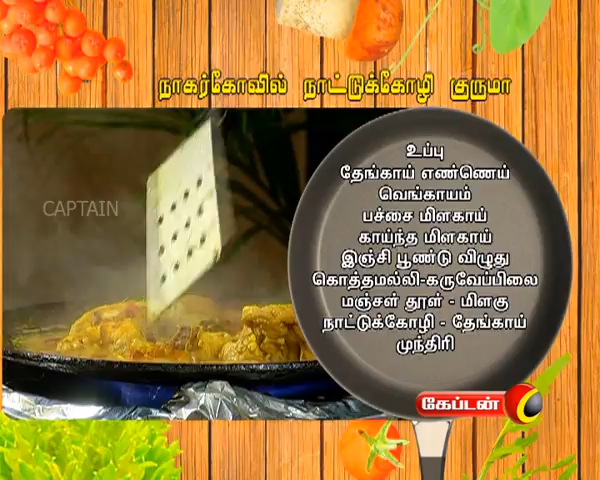 நாகர்கோவில் நாட்டுக்கோழி குருமா
CAPTAIN
உப்பு
தேங்காய் எண்ணெய்
வெங்காயம்
பச்சை மிளகாய்
காய்ந்த மிளகாய்
இஞ்சி பூண்டு விழுது
கொத்தமல்லி-கருவேப்பிலை
மஞ்சள் தூள் - மிளகு
நாட்டுக்கோழி - தேங்காய்
முந்திரி
கேப்டன்